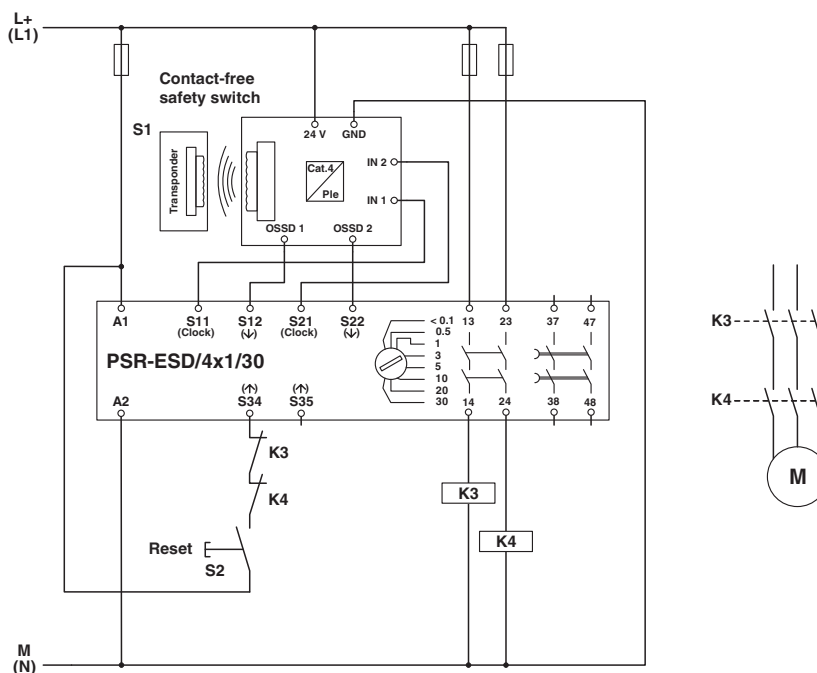 L+
(L1)
Contact-free
safety switch
S1
Transponder
24 V GND
Cat.4
Ple
IN 2
IN 1
OSSD 1 OSSD 2
A1 S11 S12 S21 S22 < 0.1 13 23 37 47
(Clock) (↓) (Clock) (↓) 0.5
1
PSR-ESD/4x1/30 3
5
10
(↑) (↑) 20
A2 S34 S35 30 14 24 38 48
K3
K4
Reset
S2
K3
K4
K3
K4
M
M
(N)